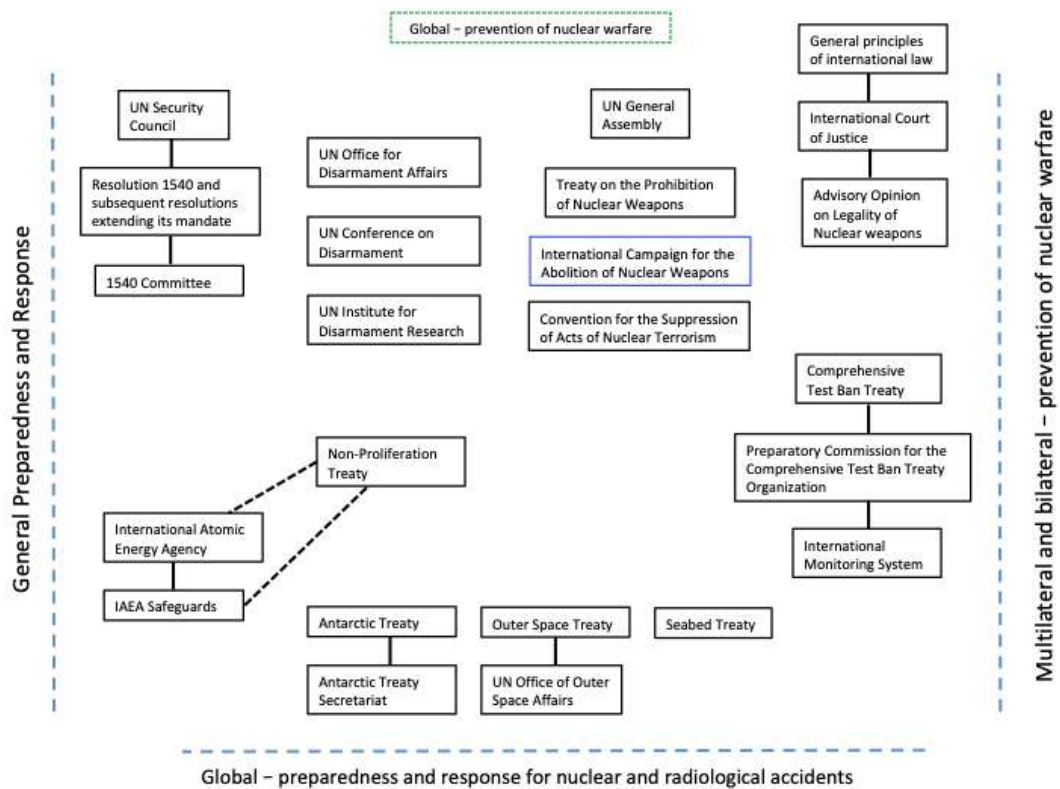 Global – prevention of nuclear warfare
General principles
of international law
UN Security
Council
UN General
Assembly
International Court
of Justice
UN Office for
Disarmament Affairs
Resolution 1540 and
subsequent resolutions
extending its mandate
Treaty on the Prohibition
of Nuclear Weapons
Advisory Opinion
on Legality of
Nuclear weapons
UN Conference on
Disarmament
International Campaign for the
Abolition of Nuclear Weapons
1540 Committee
UN Institute for
Disarmament Research
Convention for the Suppression
of Acts of Nuclear Terrorism
Comprehensive
Test Ban Treaty
Non-Proliferation
Treaty
Preparatory Commission for the
Comprehensive Test Ban Treaty
Organization
International Atomic
Energy Agency
International
Monitoring System
IAEA Safeguards
Antarctic Treaty
Outer Space Treaty
Seabed Treaty
Antarctic Treaty
Secretariat
UN Office of Outer
Space Affairs
General Preparedness and Response
Multilateral and bilateral – prevention of nuclear warfare
Global – preparedness and response for nuclear and radiological accidents